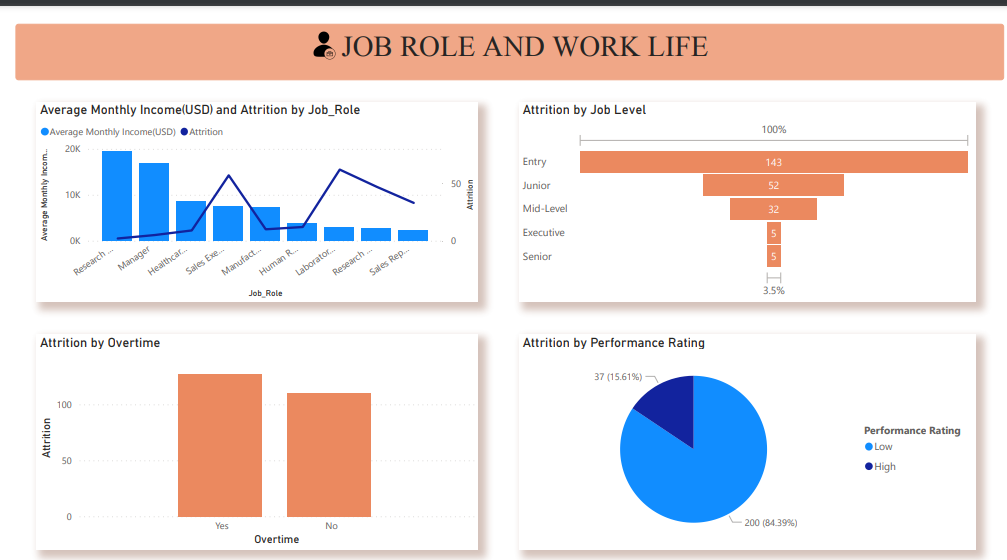 JOB ROLE AND WORK LIFE
Average Monthly Income(USD) and Attrition by Job_Role
Average Monthly Income(USD) Attrition
Average Monthly Incom...
20K
10K
0K
50
0
Attrition
Research ...
Manager
Healthcar...
Sales Exe...
Manufact...
Human R...
Laborator...
Research ...
Sales Rep...
Job_Role
Attrition by Job Level
100%
Entry 143
Junior 52
Mid-Level 32
Executive 5
Senior 5
3.5%
Attrition by Overtime
Attrition
100
50
0
Yes No
Overtime
Attrition by Performance Rating
37 (15.61%)
Performance Rating
Low
High
200 (84.39%)